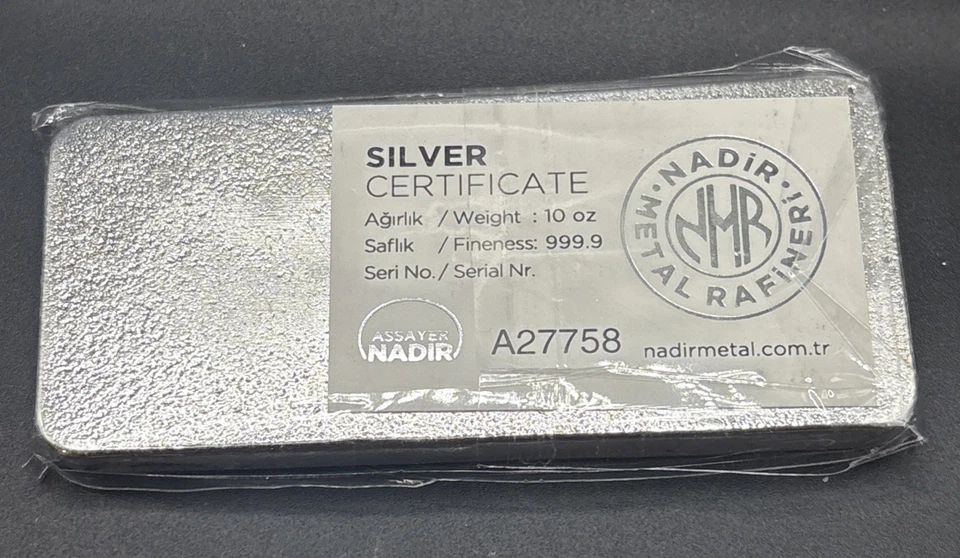 SILVER
CERTIFICATE
Ağırlık / Weight : 10 oz
Saflık / Fineness: 999.9
Seri No. / Serial Nr.
ASSAYER
NADIR
A27758
nadirmetal.com.tr
NADİR
METAL RAFİNERİ
NMR